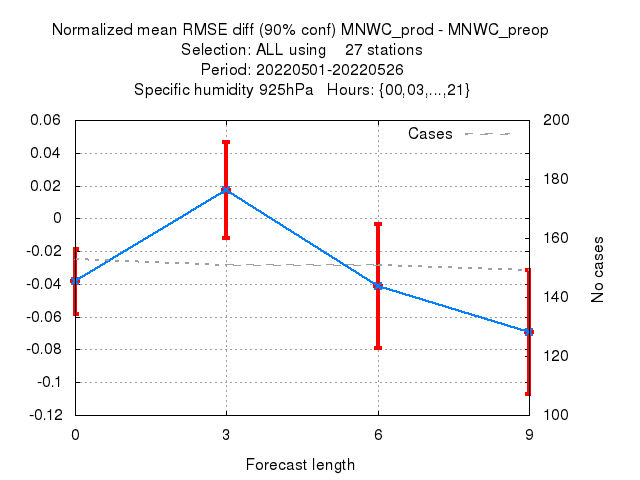 Normalized mean RMSE diff (90% conf) MNWC_prod - MNWC_preop
Selection: ALL using    27 stations
Period: 20220501-20220526
Specific humidity 925hPa   Hours: {00,03,...,21}
Cases
0.06
0.04
0.02
0
-0.02
-0.04
-0.06
-0.08
-0.1
-0.12
200
180
160
140
120
100
No cases
0 3 6 9
Forecast length